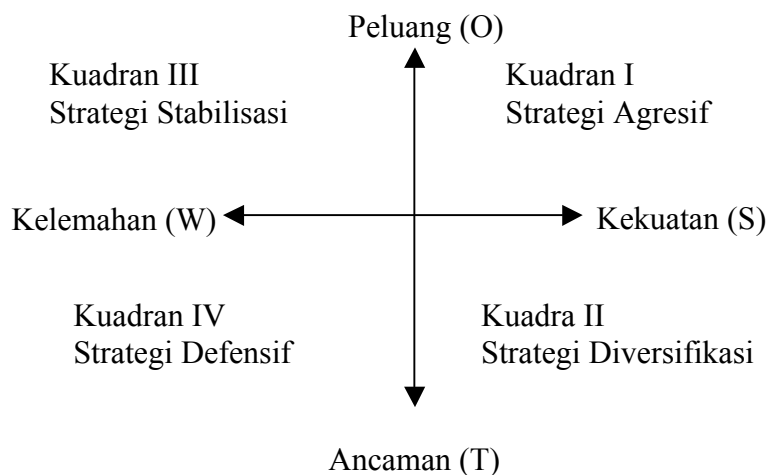 Peluang (O)
Kuadran III
Strategi Stabilisasi
Kuadran I
Strategi Agresif
Kelemahan (W)
Kekuatan (S)
Kuadran IV
Strategi Defensif
Kuadra II
Strategi Diversifikasi
Ancaman (T)